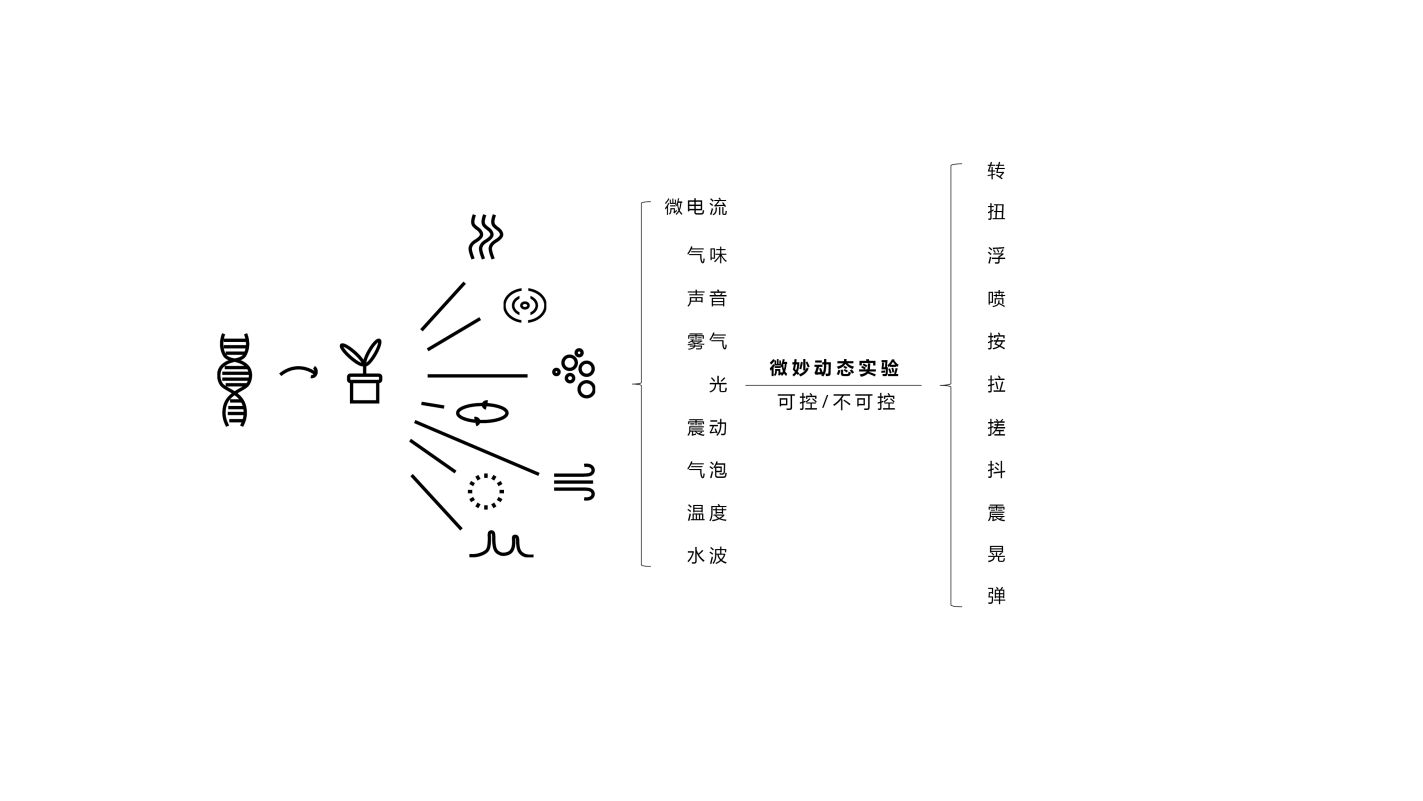 微电流
气味
声音
雾气
光
震动
气泡
温度
水波
微妙动态实验
可控/不可控
转
扭
浮
喷
按
拉
搓
抖
震
晃
弹